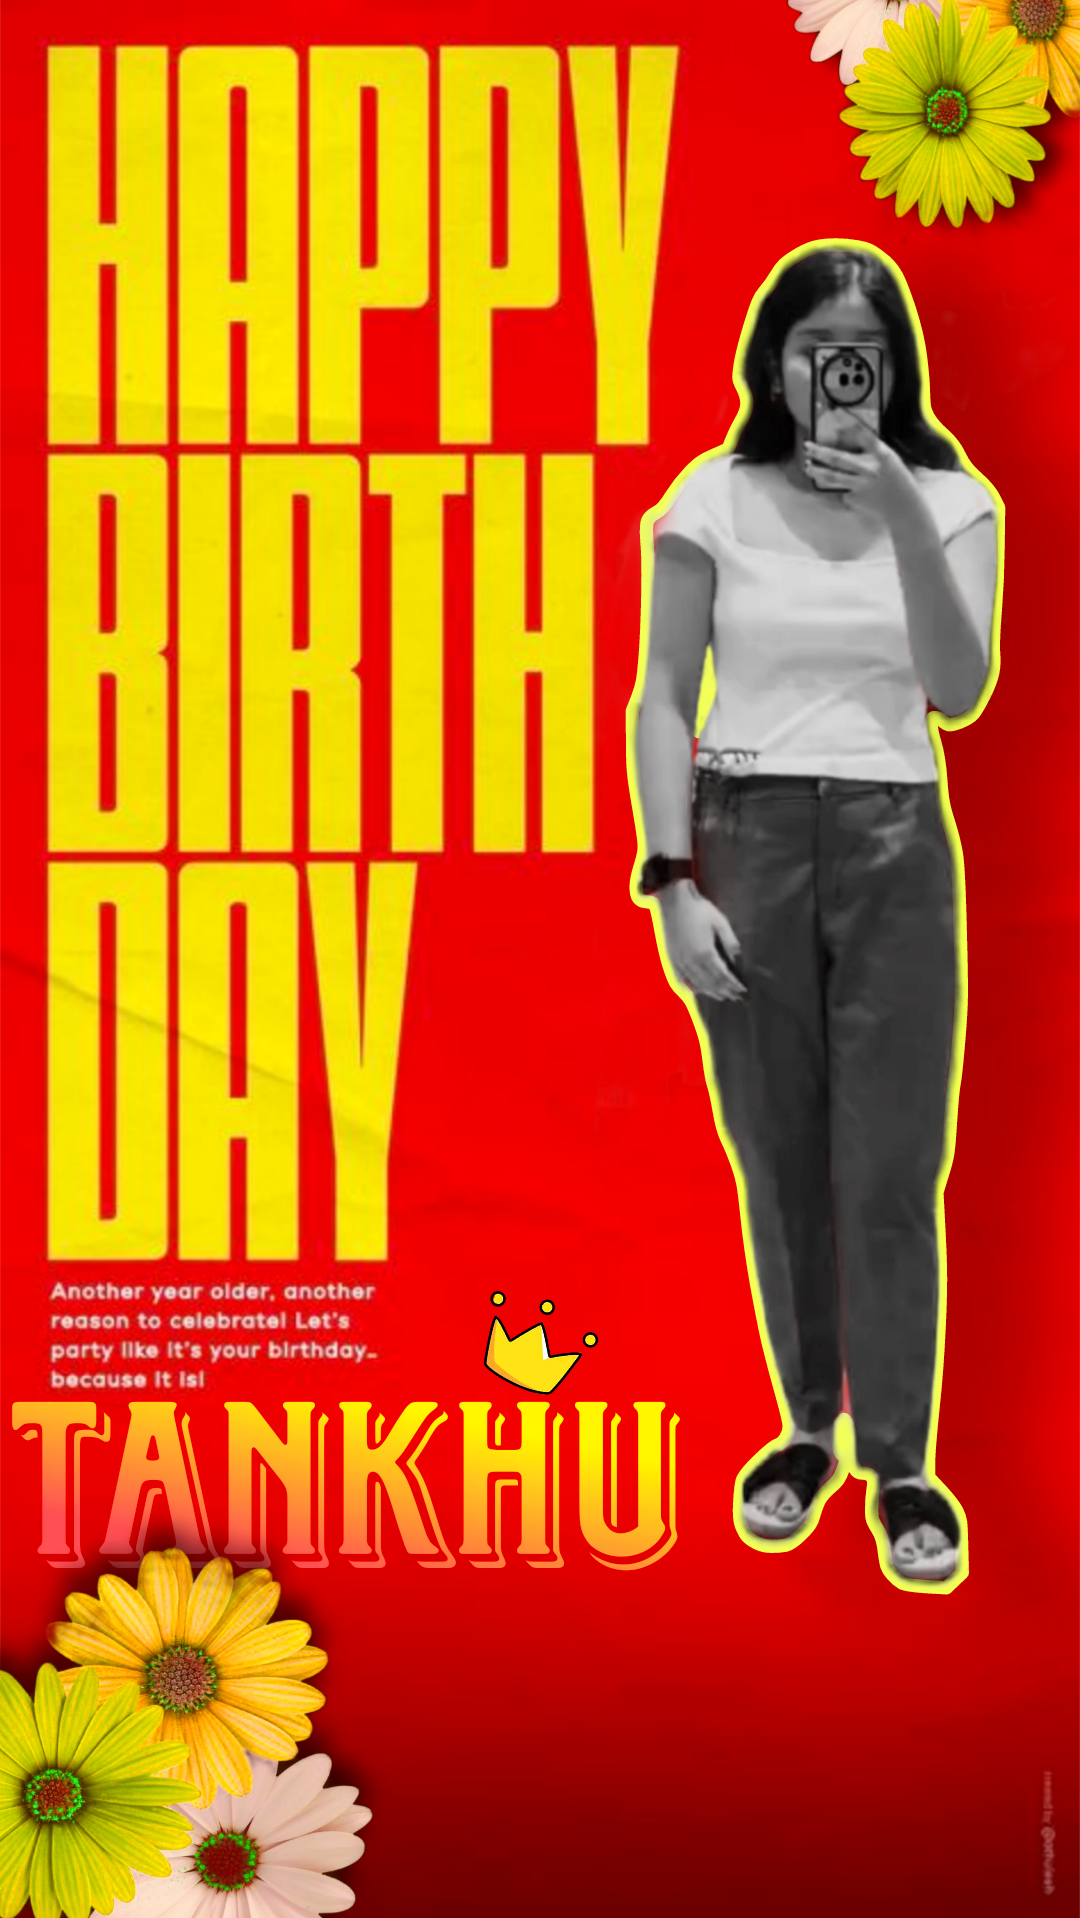 HAPPY
BIRTH
DAY
Another year older, another
reason to celebrate! Let's
party like it's your birthday_
because it is!
TANKHU